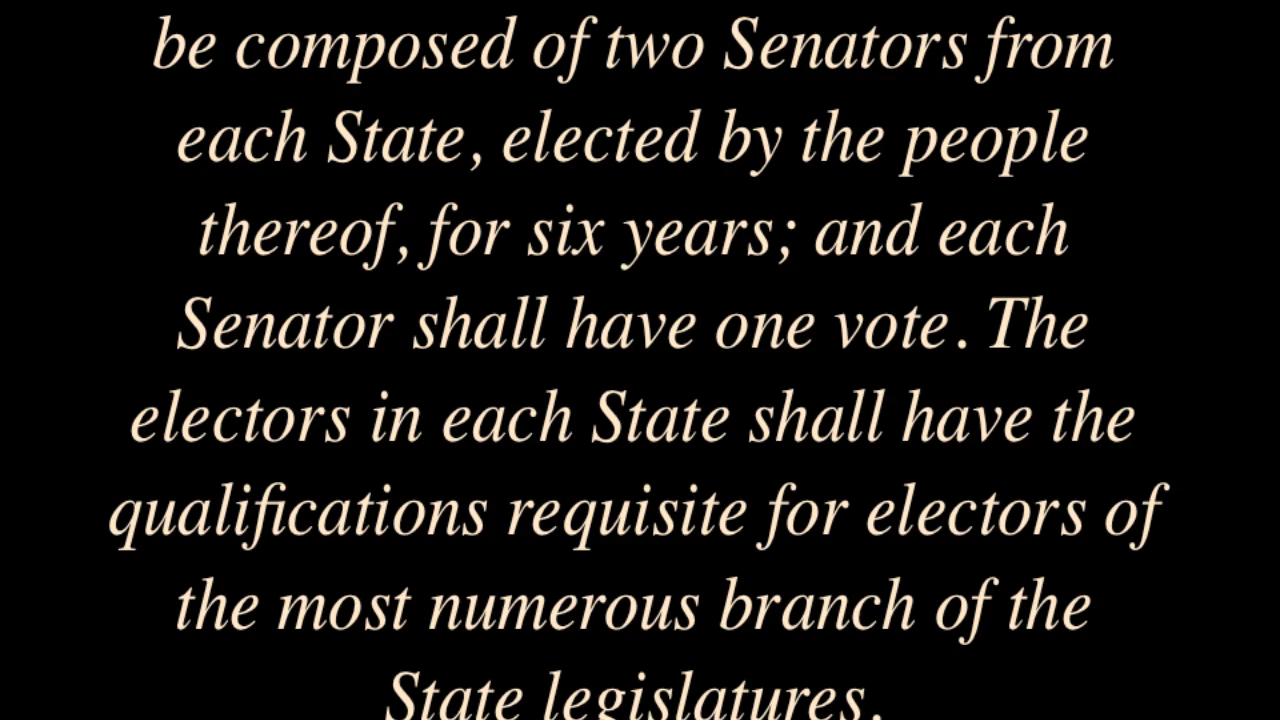 be composed of two Senators from
each State, elected by the people
thereof, for six years; and each
Senator shall have one vote. The
electors in each State shall have the
qualifications requisite for electors of
the most numerous branch of the
State legislatures.